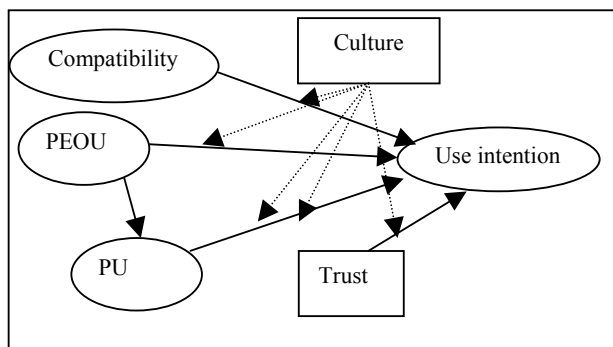 Culture
Compatibility
PEOU
Use intention
PU
Trust